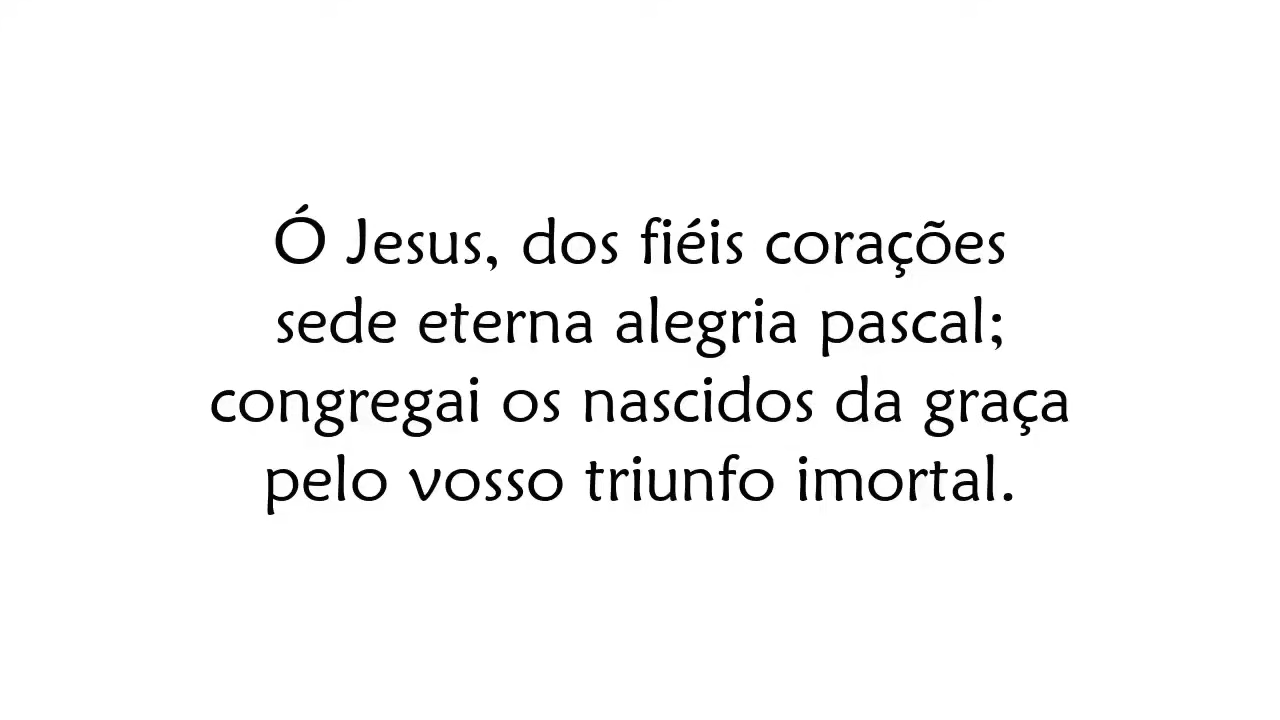 Ó Jesus, dos fiéis corações
sede eterna alegria pascal;
congregai os nascidos da graça
pelo vosso triunfo imortal.